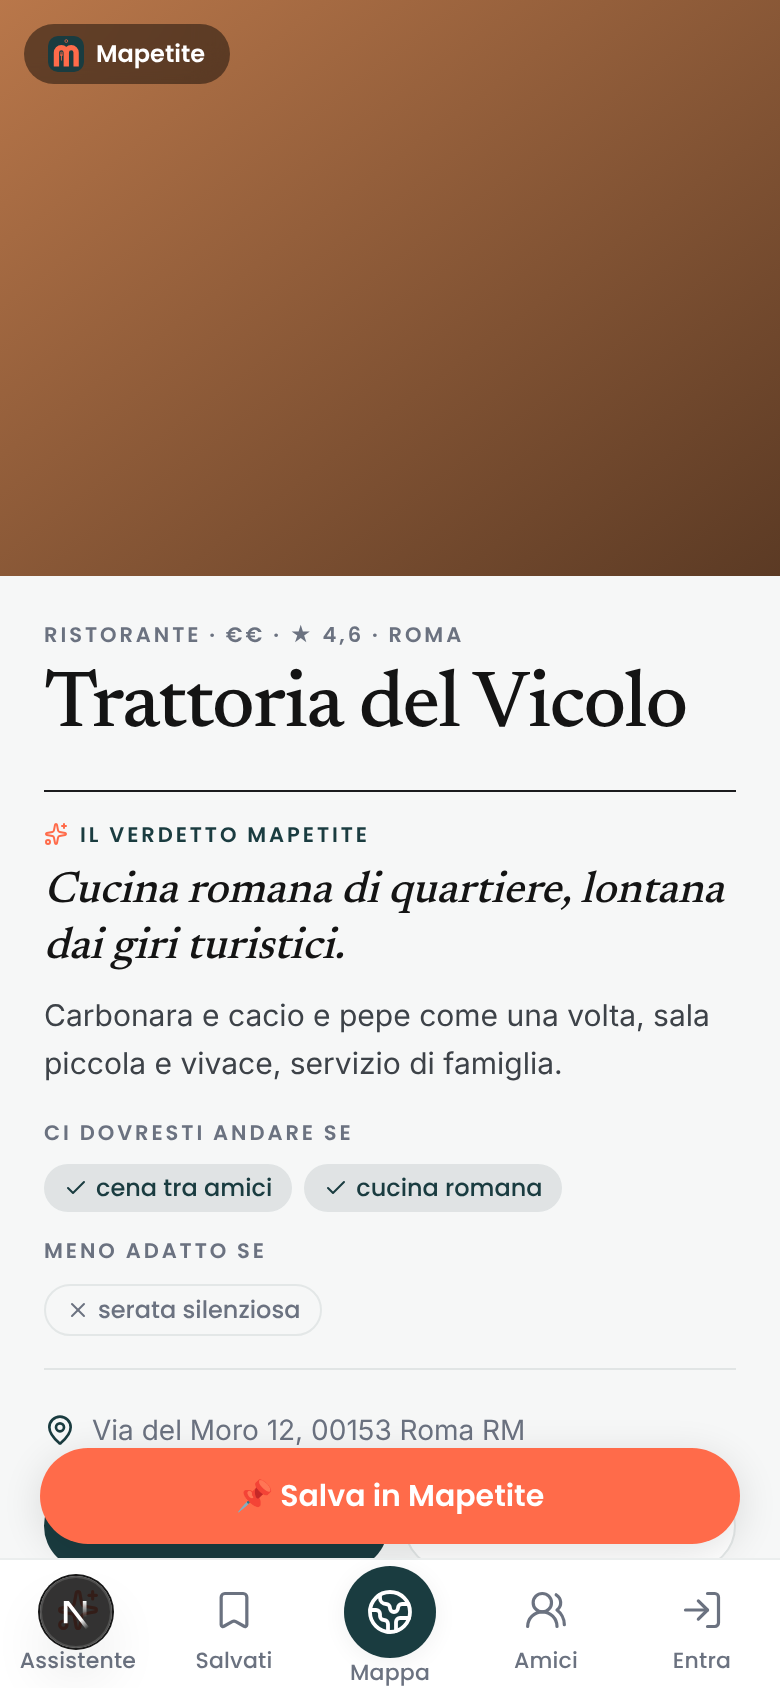 Mapetite
RISTORANTE · €€ · ★ 4,6 · ROMA
Trattoria del Vicolo
IL VERDETTO MAPETITE
Cucina romana di quartiere, lontana
dai giri turistici.
Carbonara e cacio e pepe come una volta, sala
piccola e vivace, servizio di famiglia.
CI DOVRESTI ANDARE SE
✓ cena tra amici ✓ cucina romana
MENO ADATTO SE
× serata silenziosa
Via del Moro 12, 00153 Roma RM
📌 Salva in Mapetite
N
Assistente Salvati Mappa Amici Entra